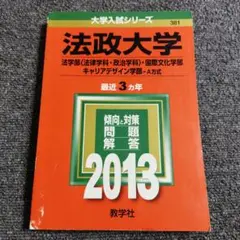 大学入試シリーズ
381
法政大学
法学部〈法律学科・政治学科〉・国際文化学部
キャリアデザイン学部-A方式
最近3カ年
傾向と対策
問題
解答
2013
教学社